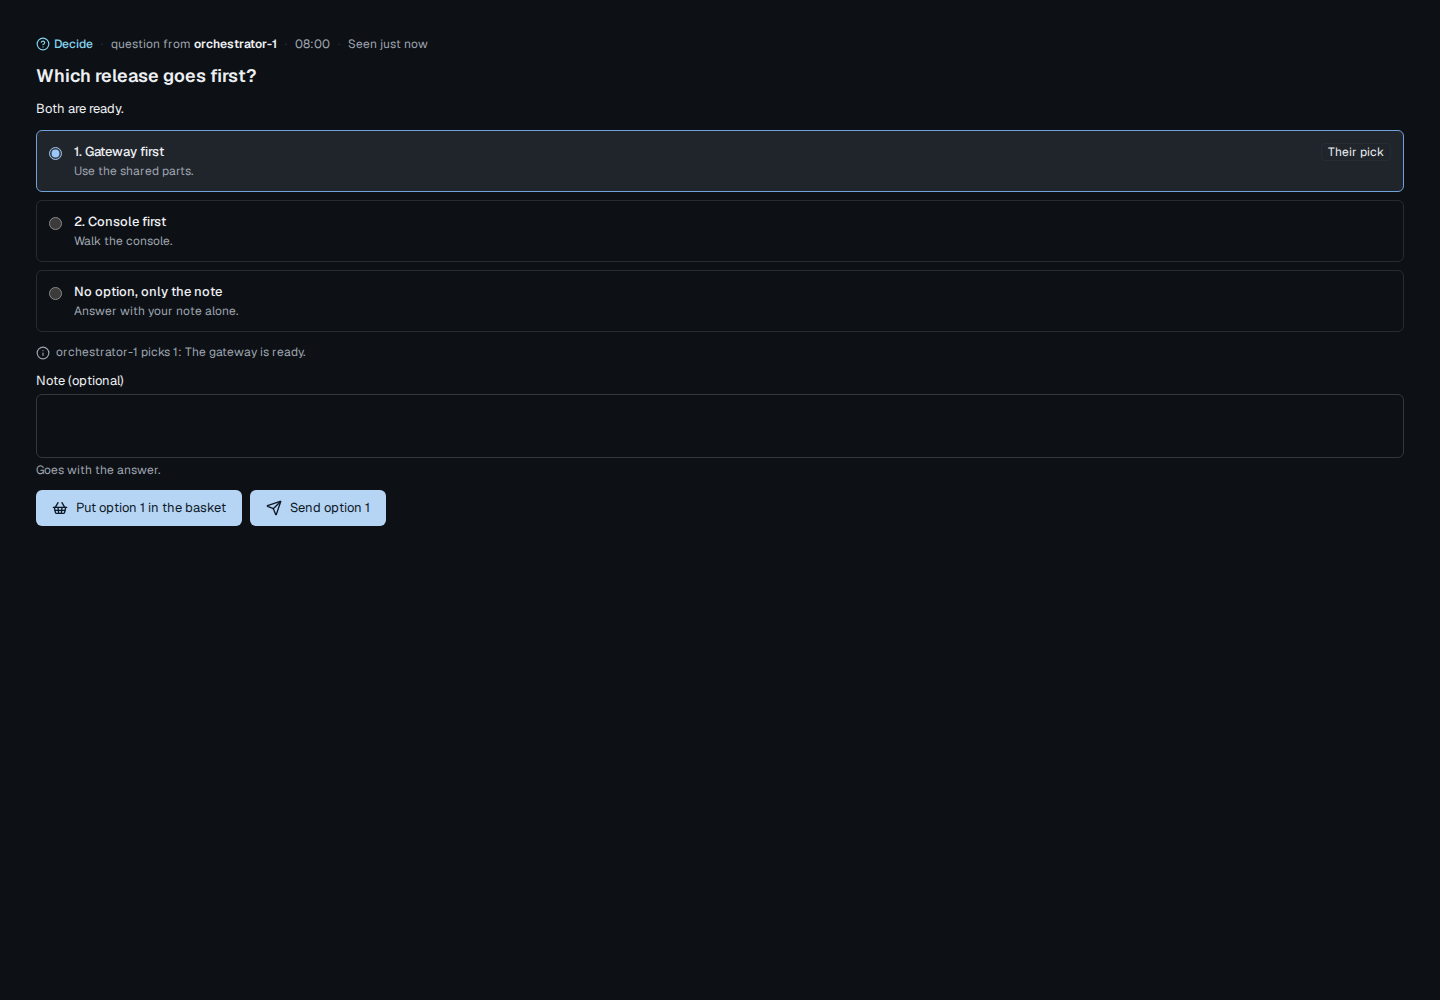 Decide · question from orchestrator-1 · 08:00 · Seen just now
Which release goes first?
Both are ready.
1. Gateway first
Their pick
Use the shared parts.
2. Console first
Walk the console.
No option, only the note
Answer with your note alone.
orchestrator-1 picks 1: The gateway is ready.
Note (optional)
Goes with the answer.
Put option 1 in the basket
Send option 1